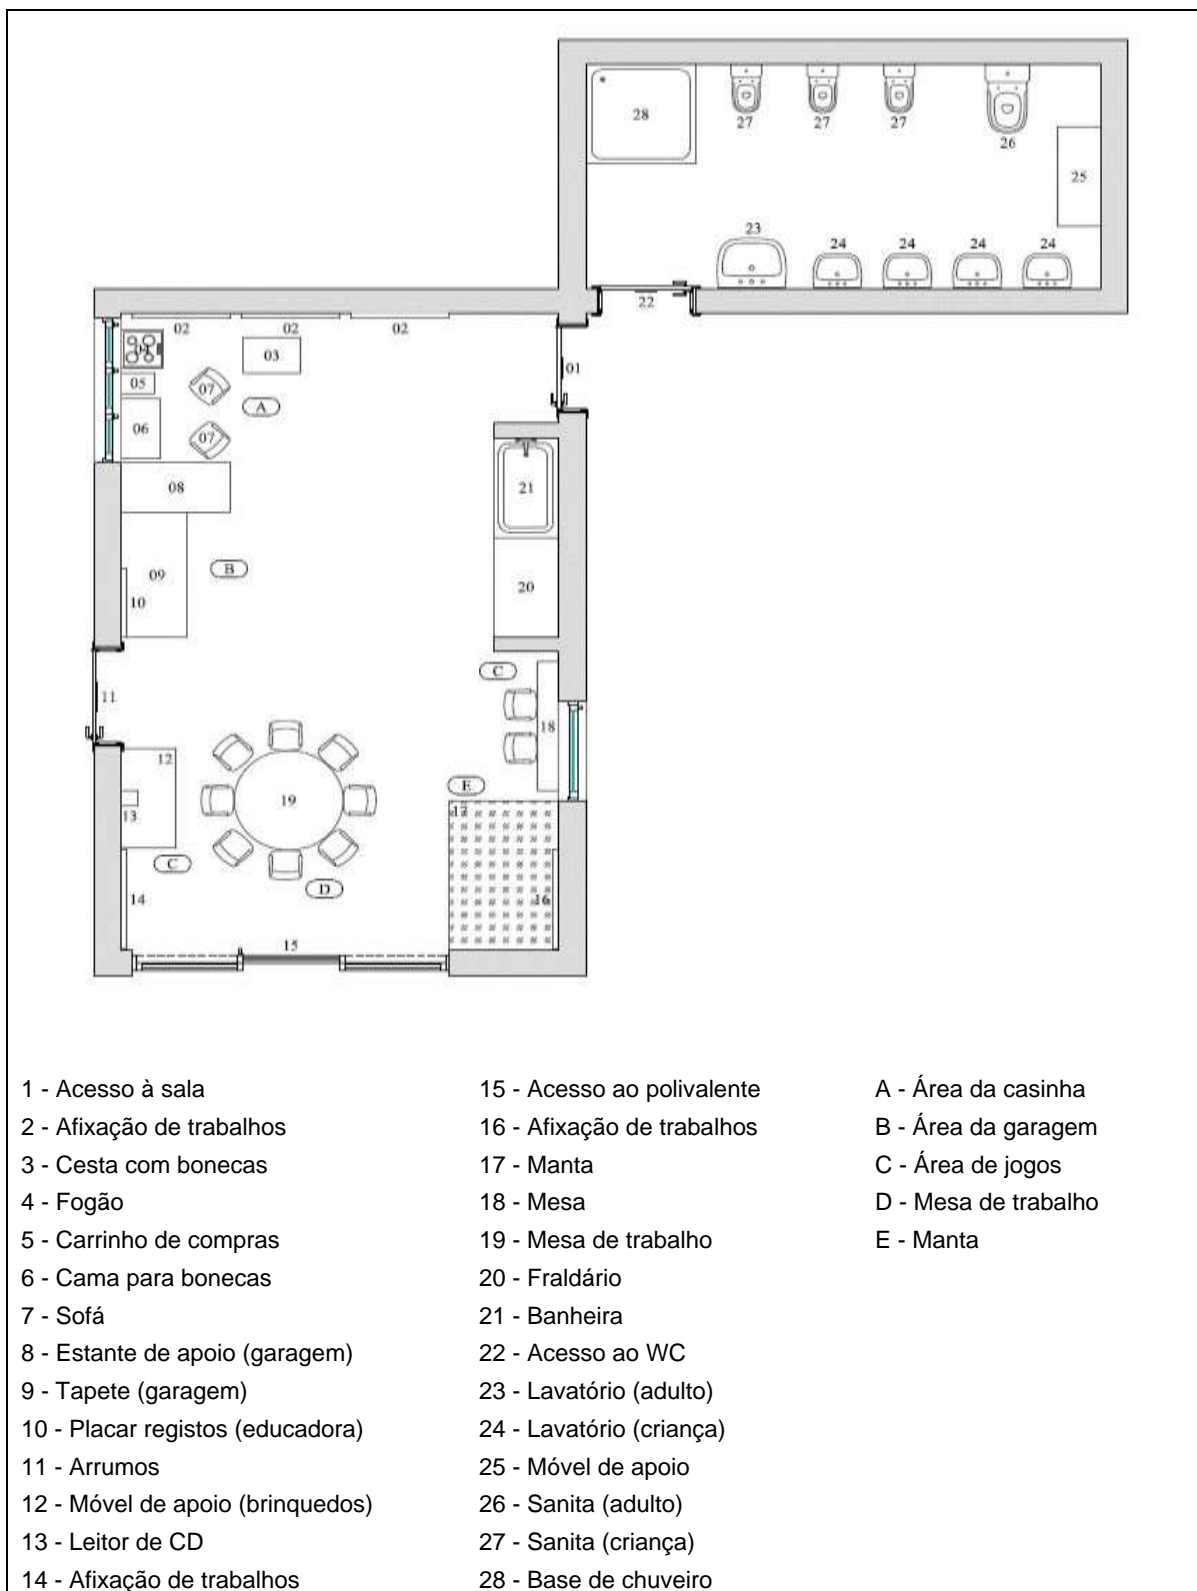 28
27
27
27
26
25
23
24
24
24
24
22
02
02
02
04
03
01
05
07
A
06
07
08
21
09
B
20
10
C
11
18
12
E
19
17
13
C
D
14
16
15
1 - Acesso à sala
2 - Afixação de trabalhos
3 - Cesta com bonecas
4 - Fogão
5 - Carrinho de compras
6 - Cama para bonecas
7 - Sofá
8 - Estante de apoio (garagem)
9 - Tapete (garagem)
10 - Placar registos (educadora)
11 - Arrumos
12 - Móvel de apoio (brinquedos)
13 - Leitor de CD
14 - Afixação de trabalhos
15 - Acesso ao polivalente
16 - Afixação de trabalhos
17 - Manta
18 - Mesa
19 - Mesa de trabalho
20 - Fraldário
21 - Banheira
22 - Acesso ao WC
23 - Lavatório (adulto)
24 - Lavatório (criança)
25 - Móvel de apoio
26 - Sanita (adulto)
27 - Sanita (criança)
28 - Base de chuveiro
A - Área da casinha
B - Área da garagem
C - Área de jogos
D - Mesa de trabalho
E - Manta